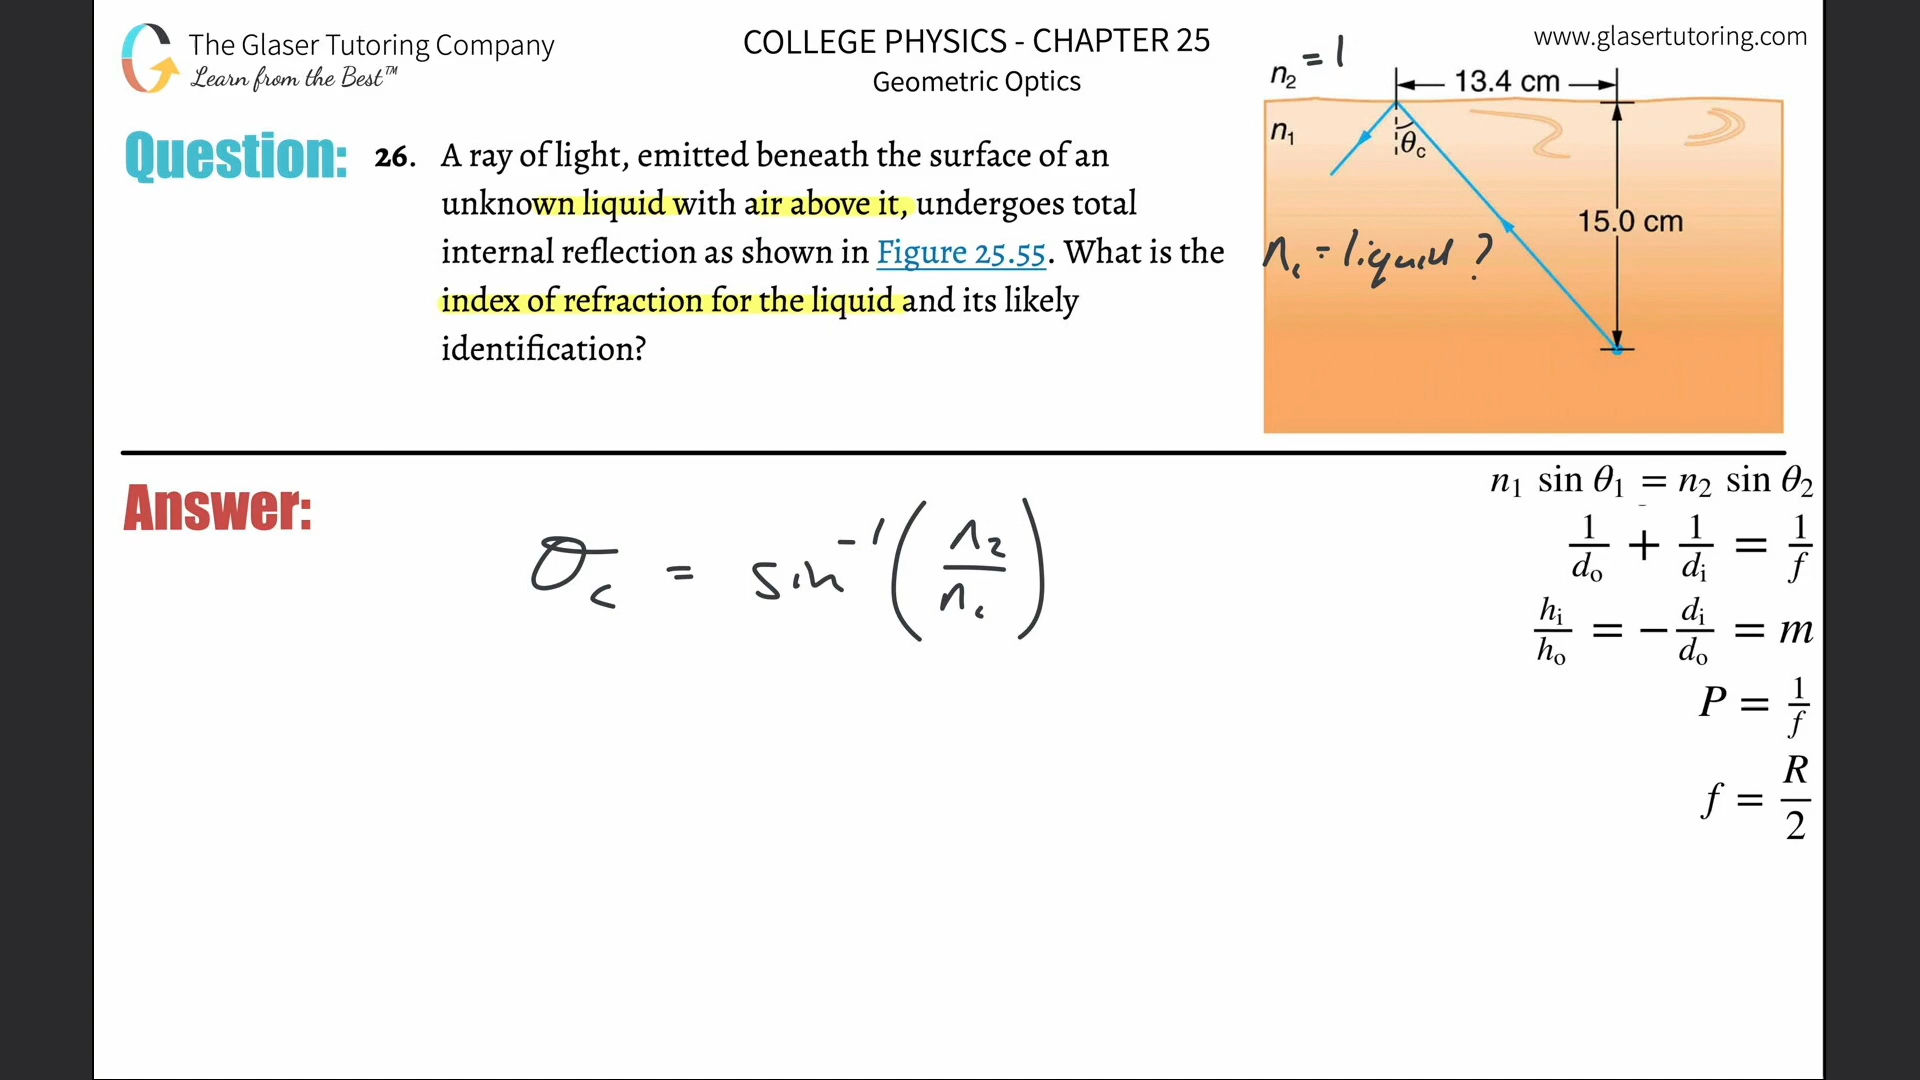 The Glaser Tutoring Company
Learn from the Best™
COLLEGE PHYSICS - CHAPTER 25
Geometric Optics
www.glasertutoring.com
Question:
26. A ray of light, emitted beneath the surface of an
unknown liquid with air above it, undergoes total
internal reflection as shown in Figure 25.55. What is the
index of refraction for the liquid and its likely
identification?
n₂ = 1
13.4 cm
n₁
θc
15.0 cm
n₁ = liquid ?
Answer:
θc = sin⁻¹(n₂/n₁)
n₁ sin θ₁ = n₂ sin θ₂
1/dₒ + 1/dᵢ = 1/f
hᵢ/hₒ = −dᵢ/dₒ = m
P = 1/f
f = R/2